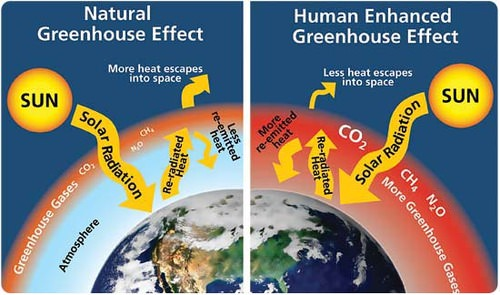 Natural
Greenhouse Effect
More heat escapes
into space
SUN
Solar Radiation
Less
re-emitted
heat
Re-radiated
Heat
CH4
N2O
CO2
Greenhouse Gases
Atmosphere
Human Enhanced
Greenhouse Effect
Less heat escapes
into space
SUN
Solar Radiation
More
re-emitted
heat
Re-radiated
Heat
CO2
CH4
N2O
More Greenhouse Gases